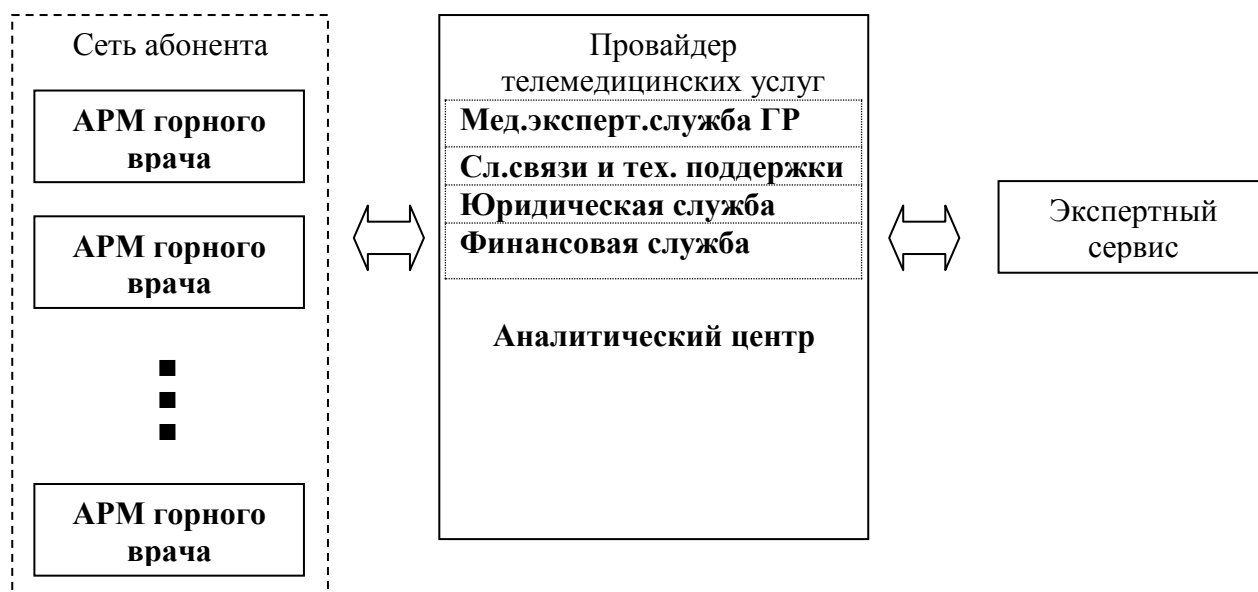 Сеть абонента
АРМ горного
врача
АРМ горного
врача
АРМ горного
врача
Провайдер
телемедицинских услуг
Мед.эксперт.служба ГР
Сл.связи и тех. поддержки
Юридическая служба
Финансовая служба
Аналитический центр
Экспертный
сервис